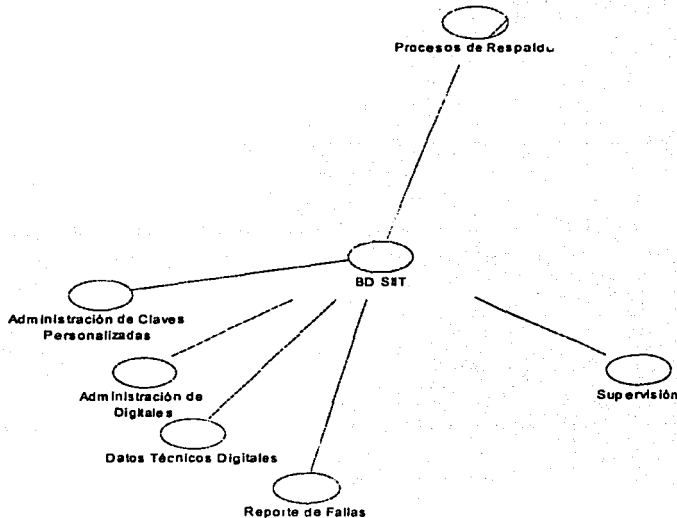 Procesos de Respaldo
BD SIIT
Administración de Claves
Personalizadas
Administración de
Digitales
Datos Técnicos Digitales
Reporte de Fallas
Supervisión